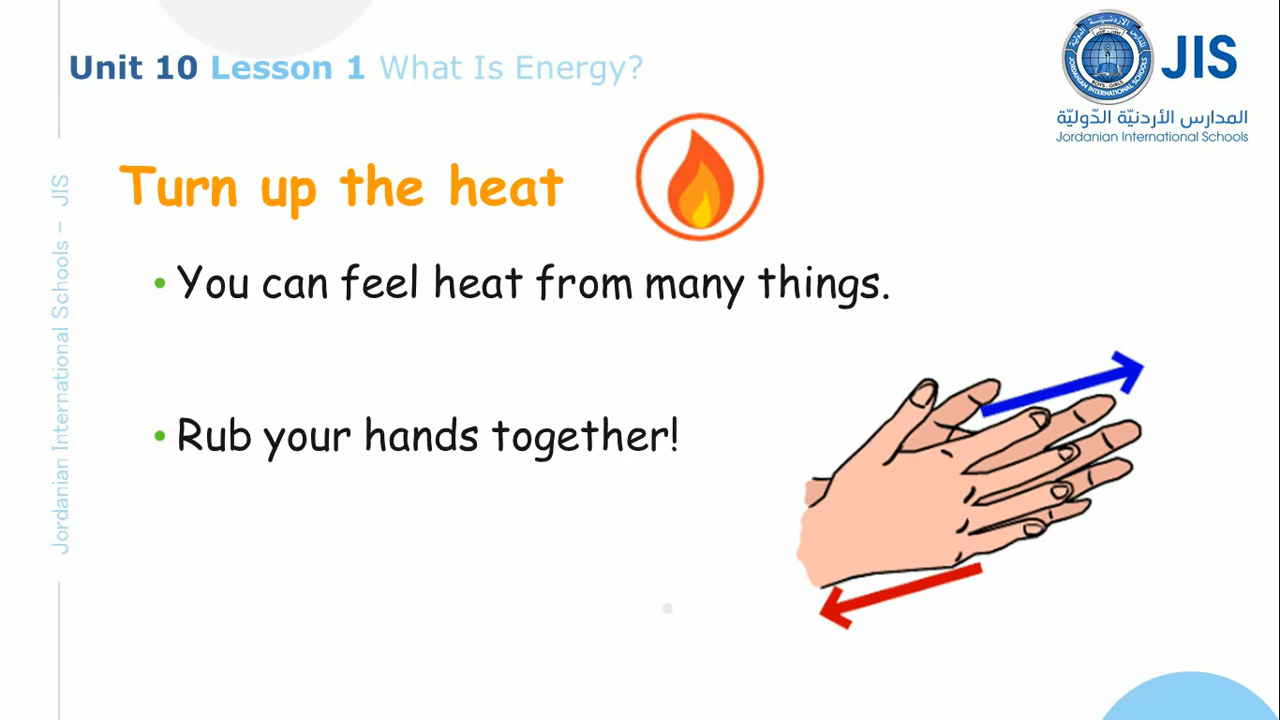 Unit 10 Lesson 1 What Is Energy?
JIS
المدارس الأردنيّة الدّوليّة
Jordanian International Schools
Turn up the heat
• You can feel heat from many things.
• Rub your hands together!
Jordanian International Schools – JIS